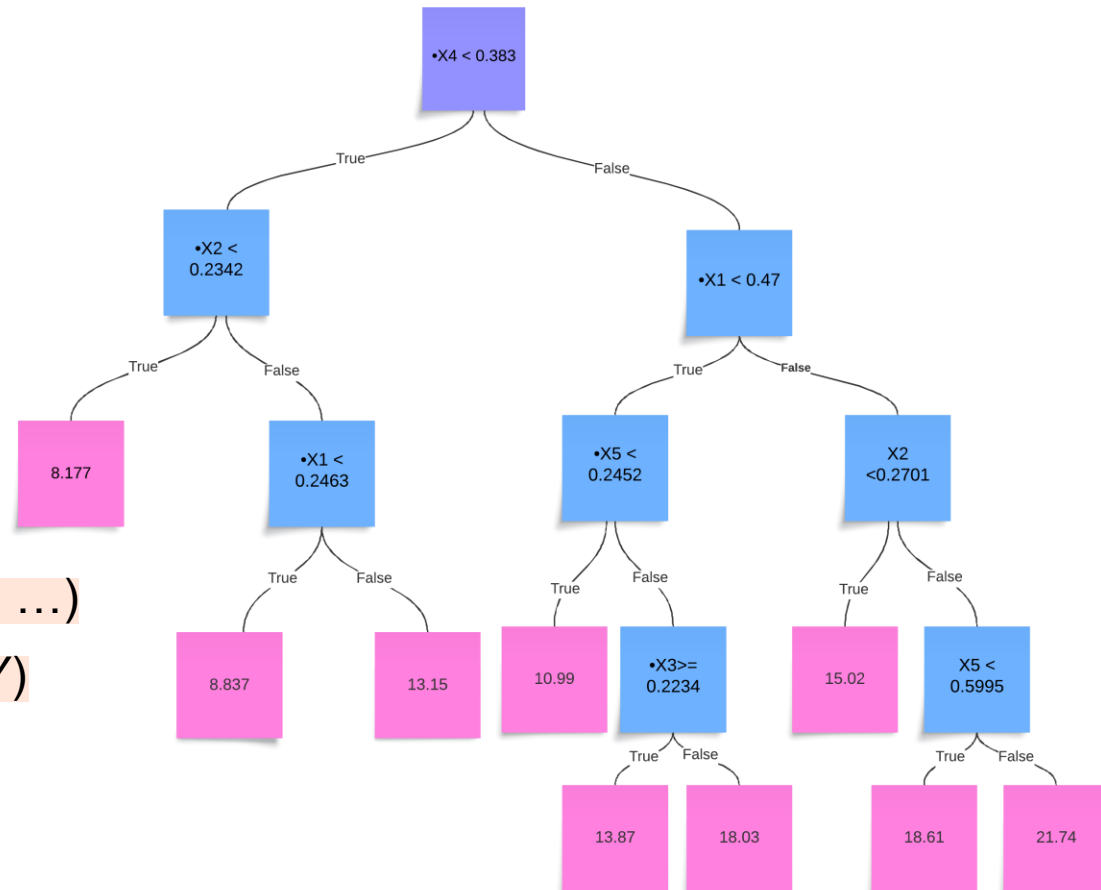 •X4 < 0.383
True
False
•X2 <
0.2342
•X1 < 0.47
True
False
True
False
8.177
•X1 <
0.2463
•X5 <
0.2452
X2
<0.2701
True
False
True
False
True
False
... )
Y)
8.837
13.15
10.99
•X3>=
0.2234
15.02
X5 <
0.5995
True
False
True
False
13.87
18.03
18.61
21.74